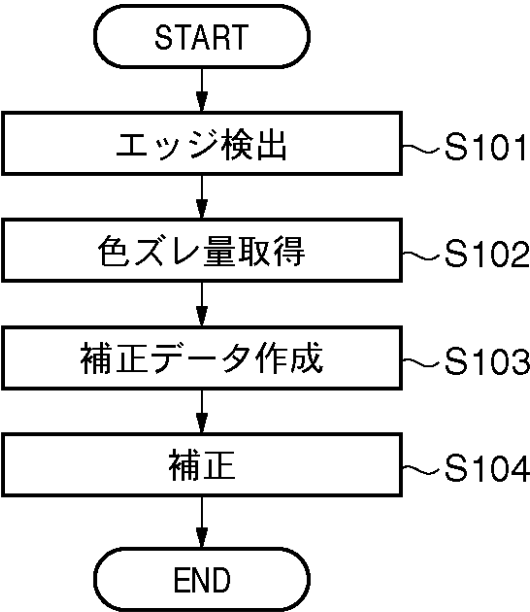 START
エッジ検出
S101
色ズレ量取得
S102
補正データ作成
S103
補正
S104
END